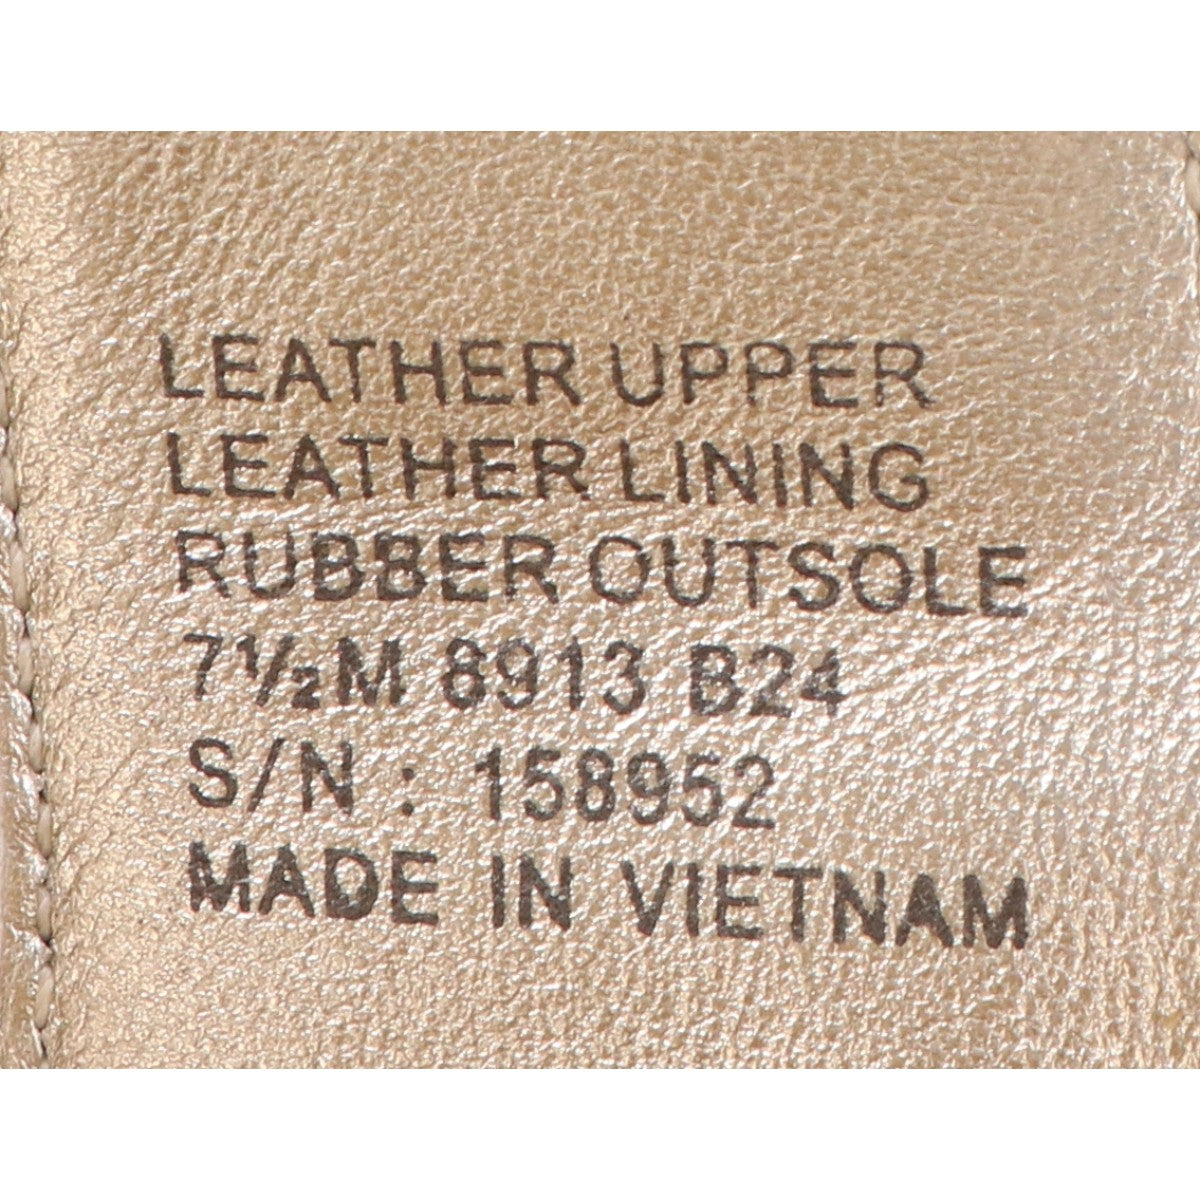 LEATHER UPPER
LEATHER LINING
RUBBER OUTSOLE
7½M 8913 B24
S/N : 158952
MADE IN VIETNAM